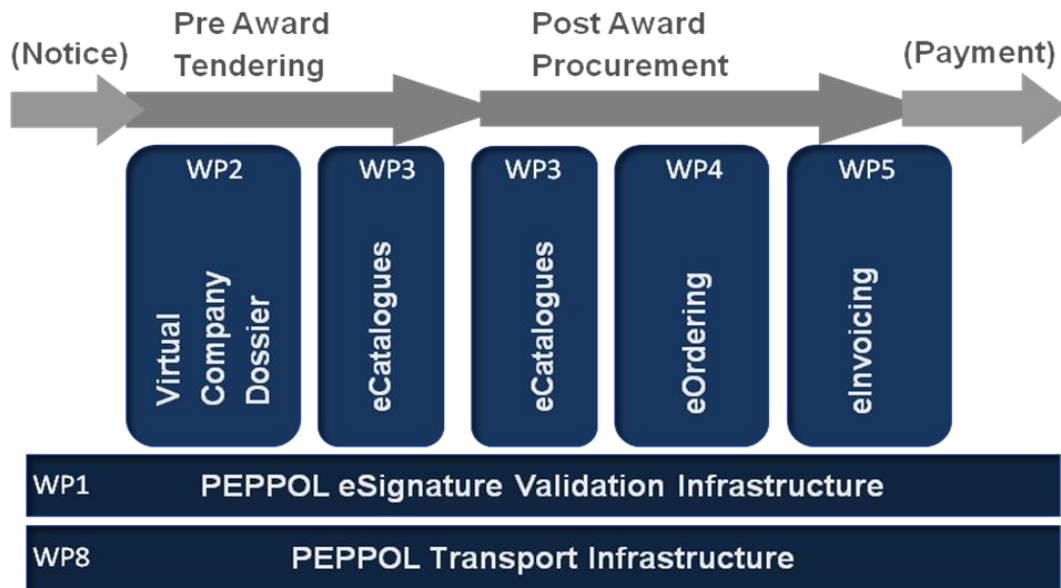 (Notice)
Pre Award
Tendering
Post Award
Procurement
(Payment)
WP2
Virtual
Company
Dossier
WP3
eCatalogues
WP3
eCatalogues
WP4
eOrdering
WP5
eInvoicing
WP1
PEPPOL eSignature Validation Infrastructure
WP8
PEPPOL Transport Infrastructure